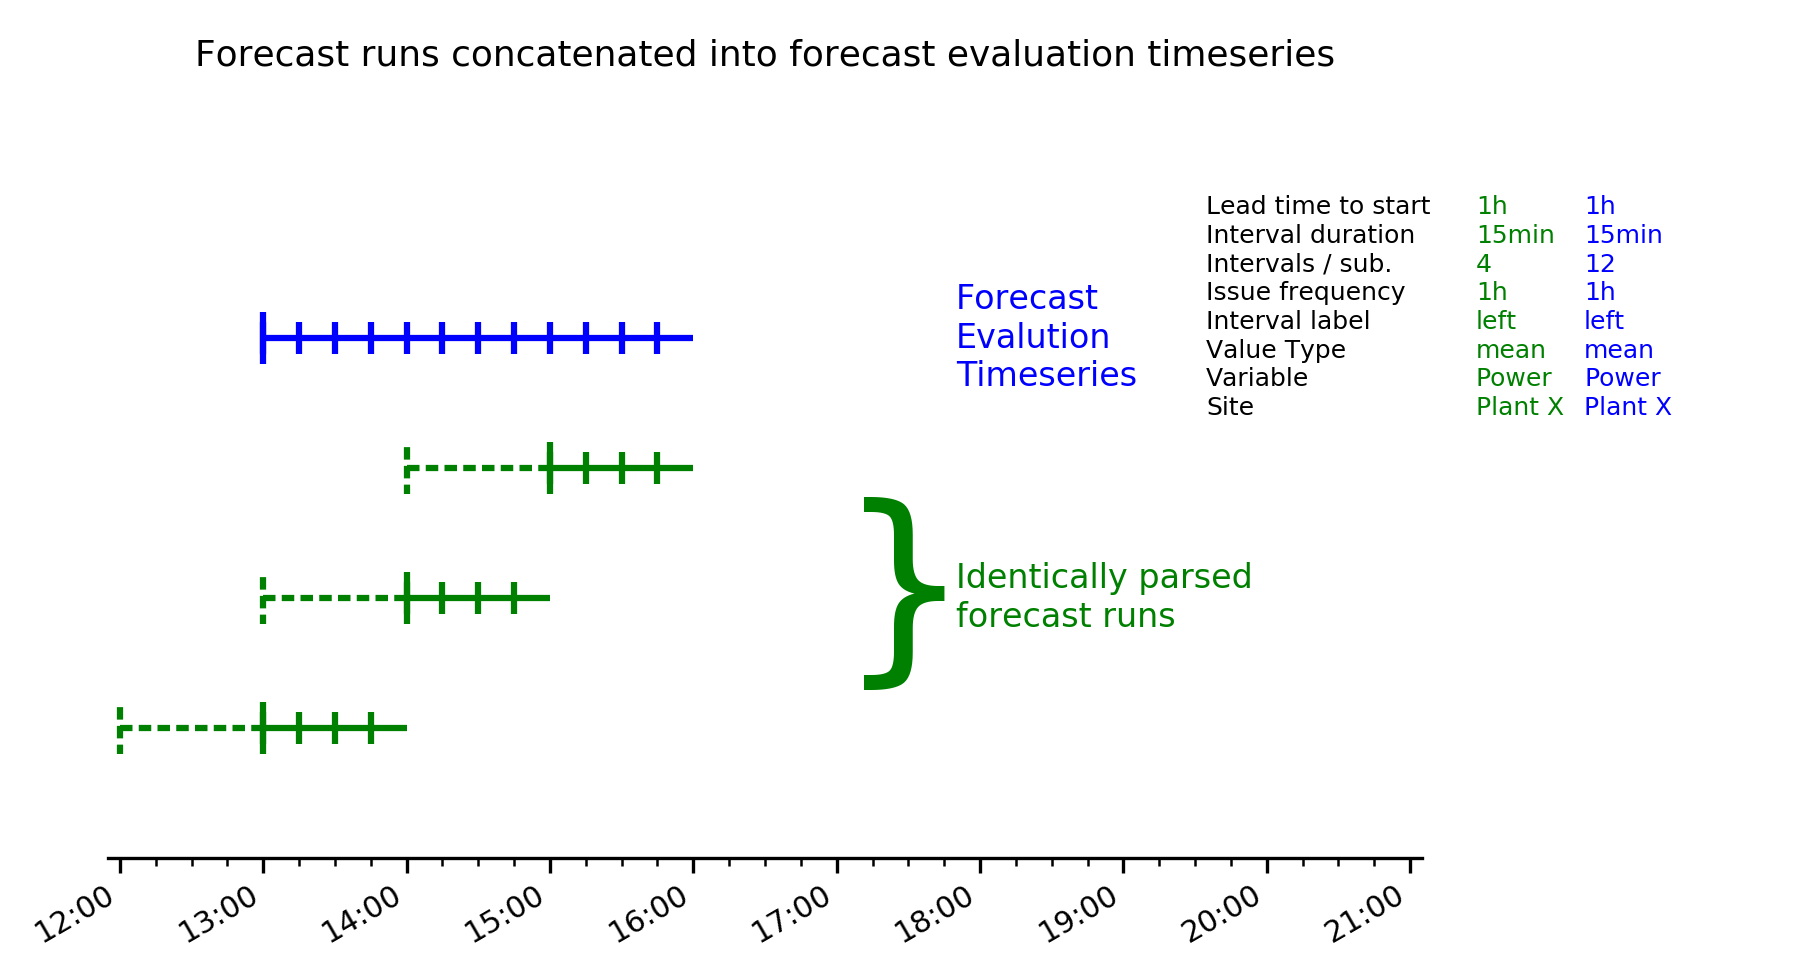 Forecast runs concatenated into forecast evaluation timeseries
Lead time to start 1h 1h
Interval duration 15min 15min
Intervals / sub. 4 12
Issue frequency 1h 1h
Interval label left left
Value Type mean mean
Variable Power Power
Site Plant X Plant X
Forecast
Evalution
Timeseries
Identically parsed
forecast runs
12:00 13:00 14:00 15:00 16:00 17:00 18:00 19:00 20:00 21:00